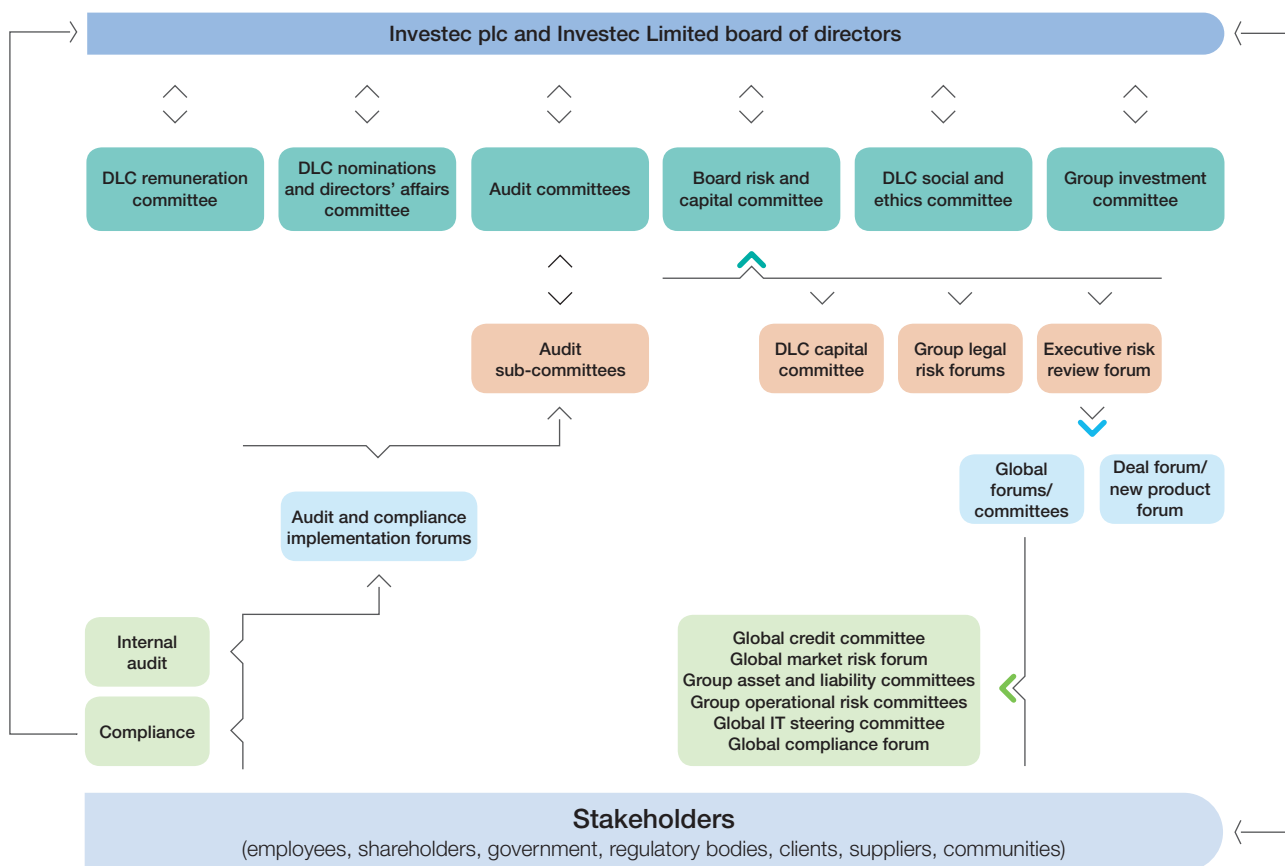 Investec plc and Investec Limited board of directors
DLC remuneration
committee
DLC nominations
and directors’ affairs
committee
Audit committees
Board risk and
capital committee
DLC social and
ethics committee
Group investment
committee
Audit
sub-committees
DLC capital
committee
Group legal
risk forums
Executive risk
review forum
Global
forums/
committees
Deal forum/
new product
forum
Audit and compliance
implementation forums
Internal
audit
Compliance
Global credit committee
Global market risk forum
Group asset and liability committees
Group operational risk committees
Global IT steering committee
Global compliance forum
Stakeholders
(employees, shareholders, government, regulatory bodies, clients, suppliers, communities)